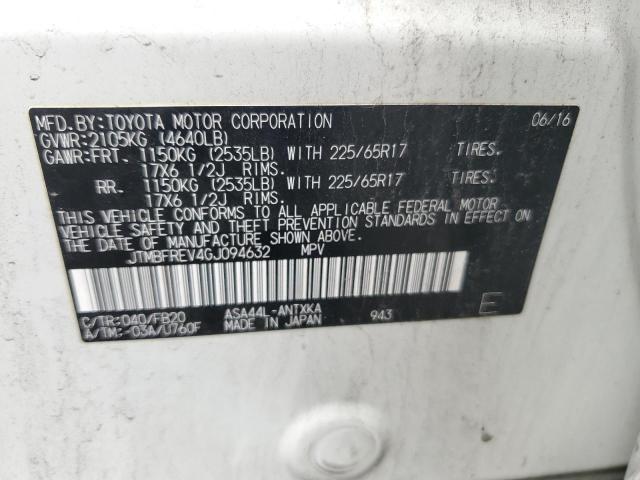 MFD.BY:TOYOTA MOTOR CORPORATION 06/16
GVWR:2105KG (4640LB)
GAWR:FRT. 1150KG (2535LB) WITH 225/65R17 TIRES.
17X6 1/2J RIMS.
RR. 1150KG (2535LB) WITH 225/65R17 TIRES.
17X6 1/2J RIMS.
THIS VEHICLE CONFORMS TO ALL APPLICABLE FEDERAL MOTOR
VEHICLE SAFETY AND THEFT PREVENTION STANDARDS IN EFFECT ON
THE DATE OF MANUFACTURE SHOWN ABOVE.
JTMBFREV4GJ094632 MPV
C/TR:040/FB20 ASA44L-ANTXKA 943 E
A/TM:-03A/U760F MADE IN JAPAN